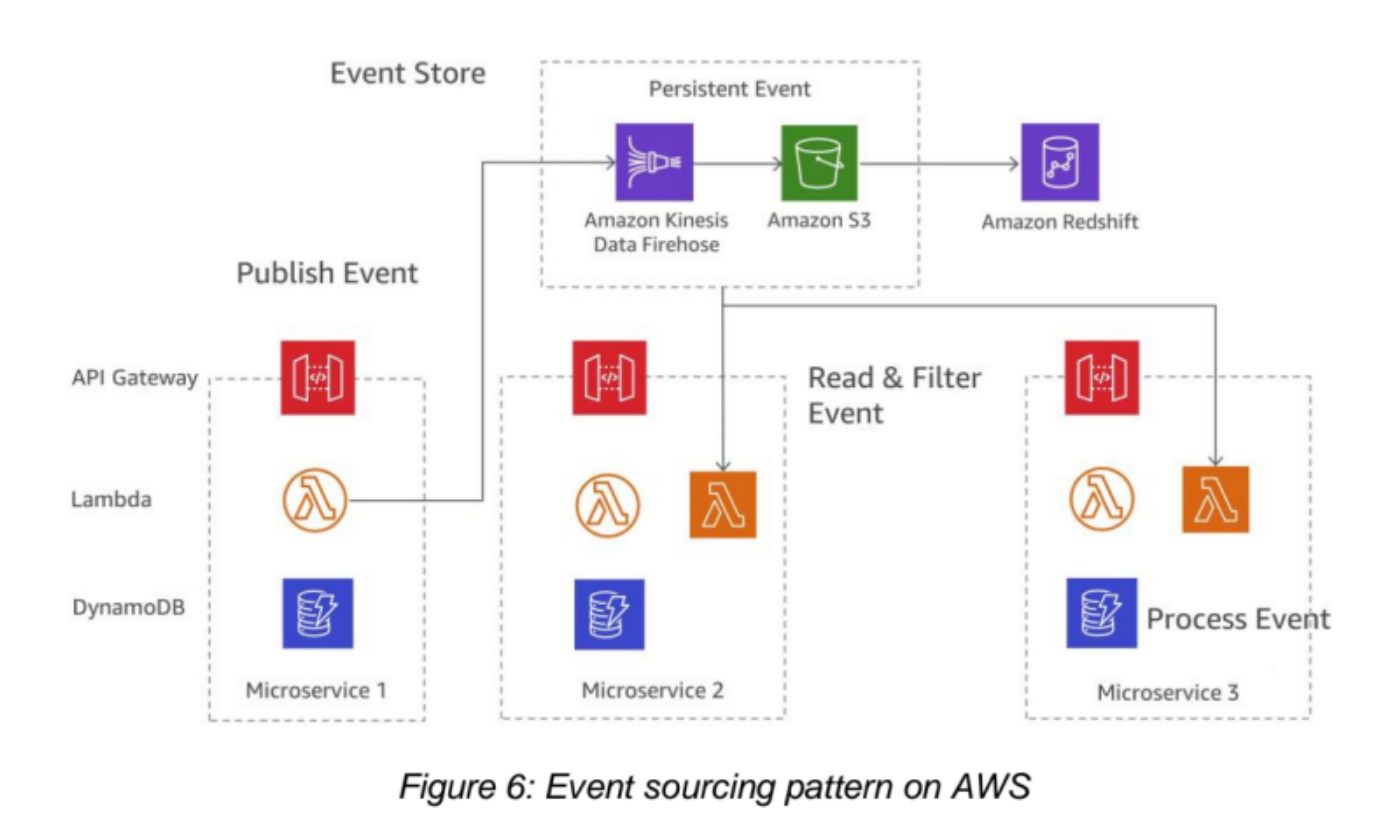 Event Store
Persistent Event
Amazon Kinesis
Data Firehose
Amazon S3
Amazon Redshift
Publish Event
API Gateway
Read & Filter
Event
Lambda
DynamoDB
Process Event
Microservice 1
Microservice 2
Microservice 3
Figure 6: Event sourcing pattern on AWS